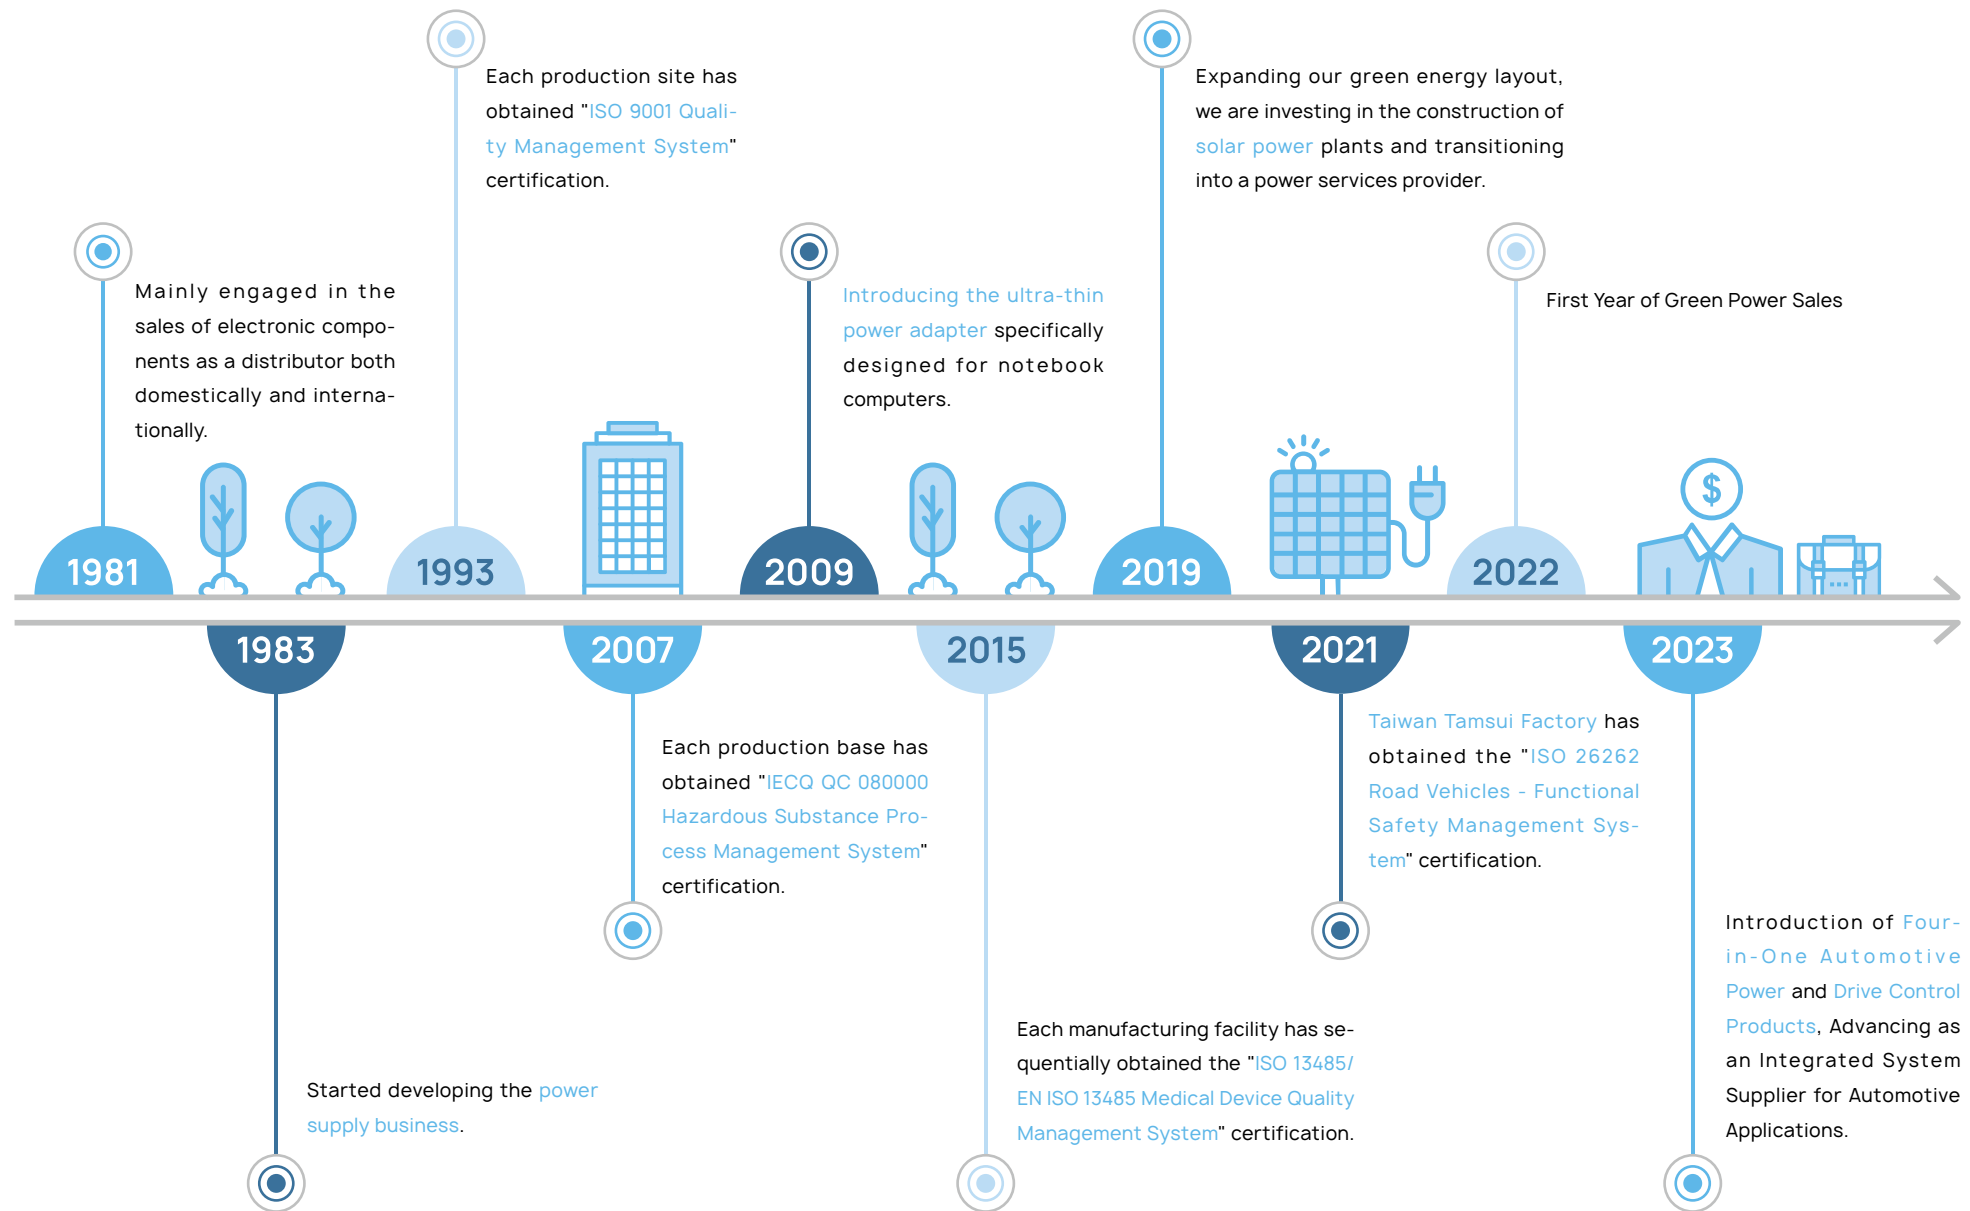 1981
Mainly engaged in the
sales of electronic compo-
nents as a distributor both
domestically and interna-
tionally.
1983
Started developing the power
supply business.
1993
Each production site has
obtained "ISO 9001 Quali-
ty Management System"
certification.
2007
Each production base has
obtained "IECQ QC 080000
Hazardous Substance Pro-
cess Management System"
certification.
2009
Introducing the ultra-thin
power adapter specifically
designed for notebook
computers.
2015
Each manufacturing facility has se-
quentially obtained the "ISO 13485/
EN ISO 13485 Medical Device Quality
Management System" certification.
2019
Expanding our green energy layout,
we are investing in the construction of
solar power plants and transitioning
into a power services provider.
2021
Taiwan Tamsui Factory has
obtained the "ISO 26262
Road Vehicles - Functional
Safety Management Sys-
tem" certification.
2022
First Year of Green Power Sales
$
2023
Introduction of Four-
in-One Automotive
Power and Drive Control
Products, Advancing as
an Integrated System
Supplier for Automotive
Applications.